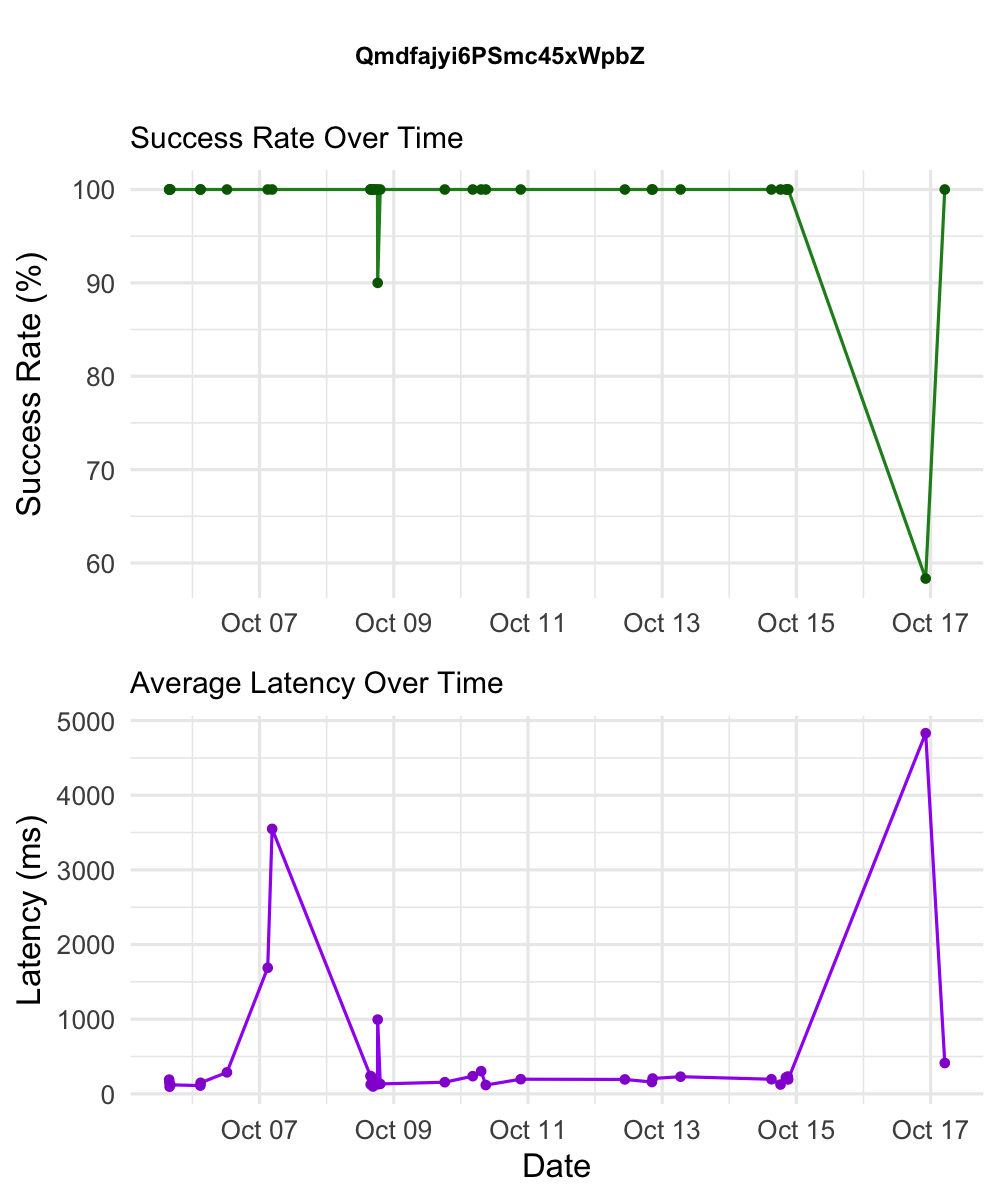 Qmdfajyi6PSmc45xWpbZ
Success Rate Over Time
Success Rate (%)
100
90
80
70
60
Oct 07 Oct 09 Oct 11 Oct 13 Oct 15 Oct 17
Average Latency Over Time
Latency (ms)
5000
4000
3000
2000
1000
0
Oct 07 Oct 09 Oct 11 Oct 13 Oct 15 Oct 17
Date